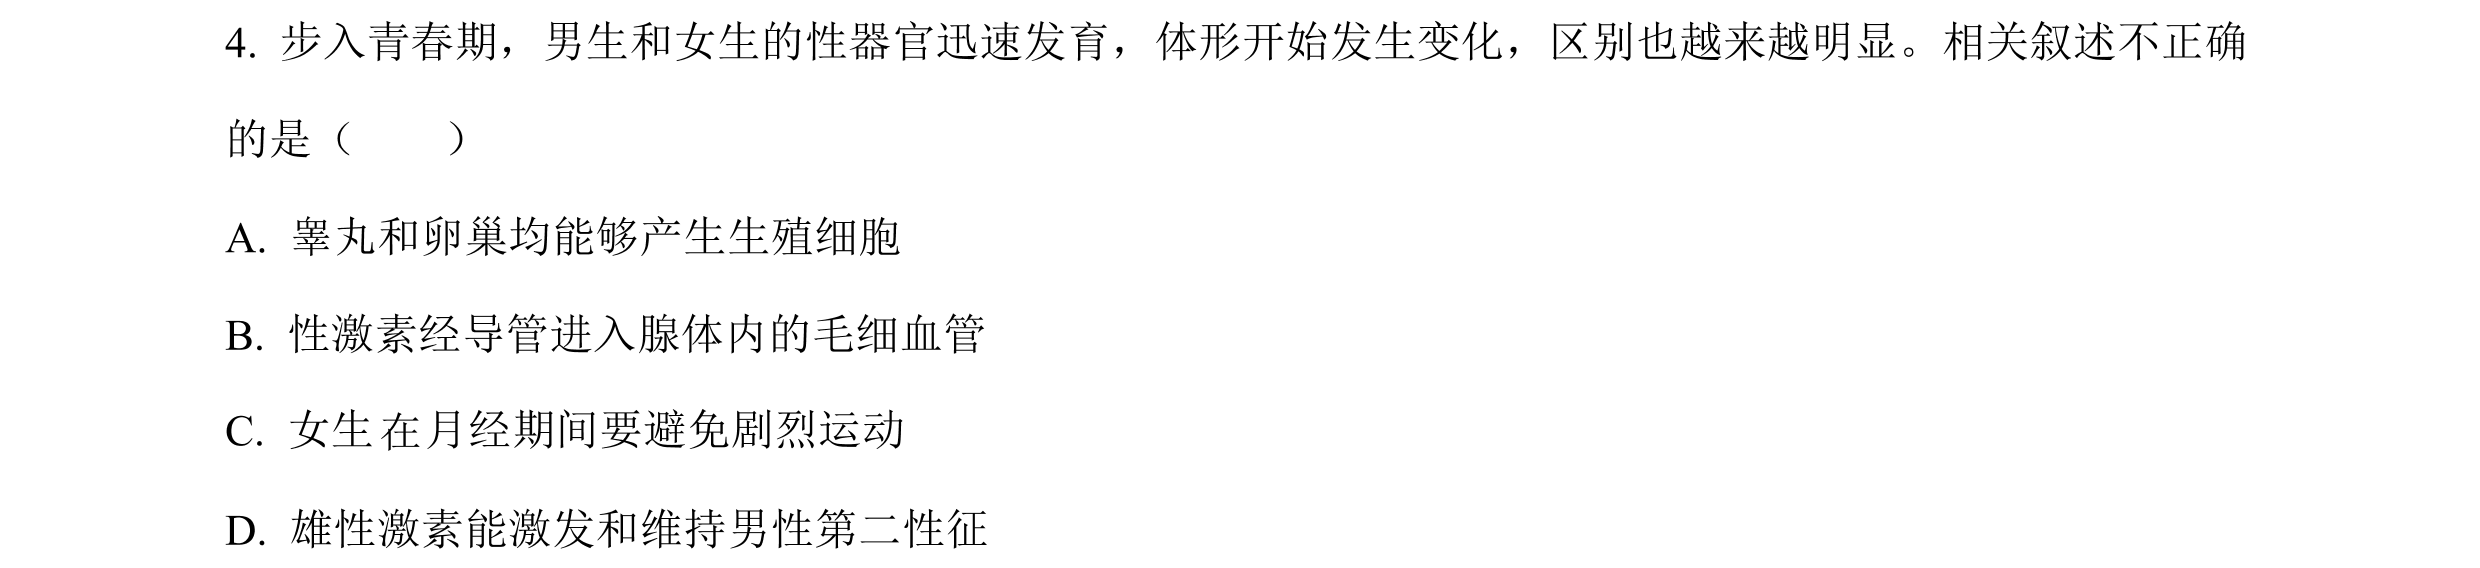 4. 步入青春期，男生和女生的性器官迅速发育，体形开始发生变化，区别也越来越明显。相关叙述不正确
的是（　　）
A. 睾丸和卵巢均能够产生生殖细胞
B. 性激素经导管进入腺体内的毛细血管
C. 女生在月经期间要避免剧烈运动
D. 雄性激素能激发和维持男性第二性征